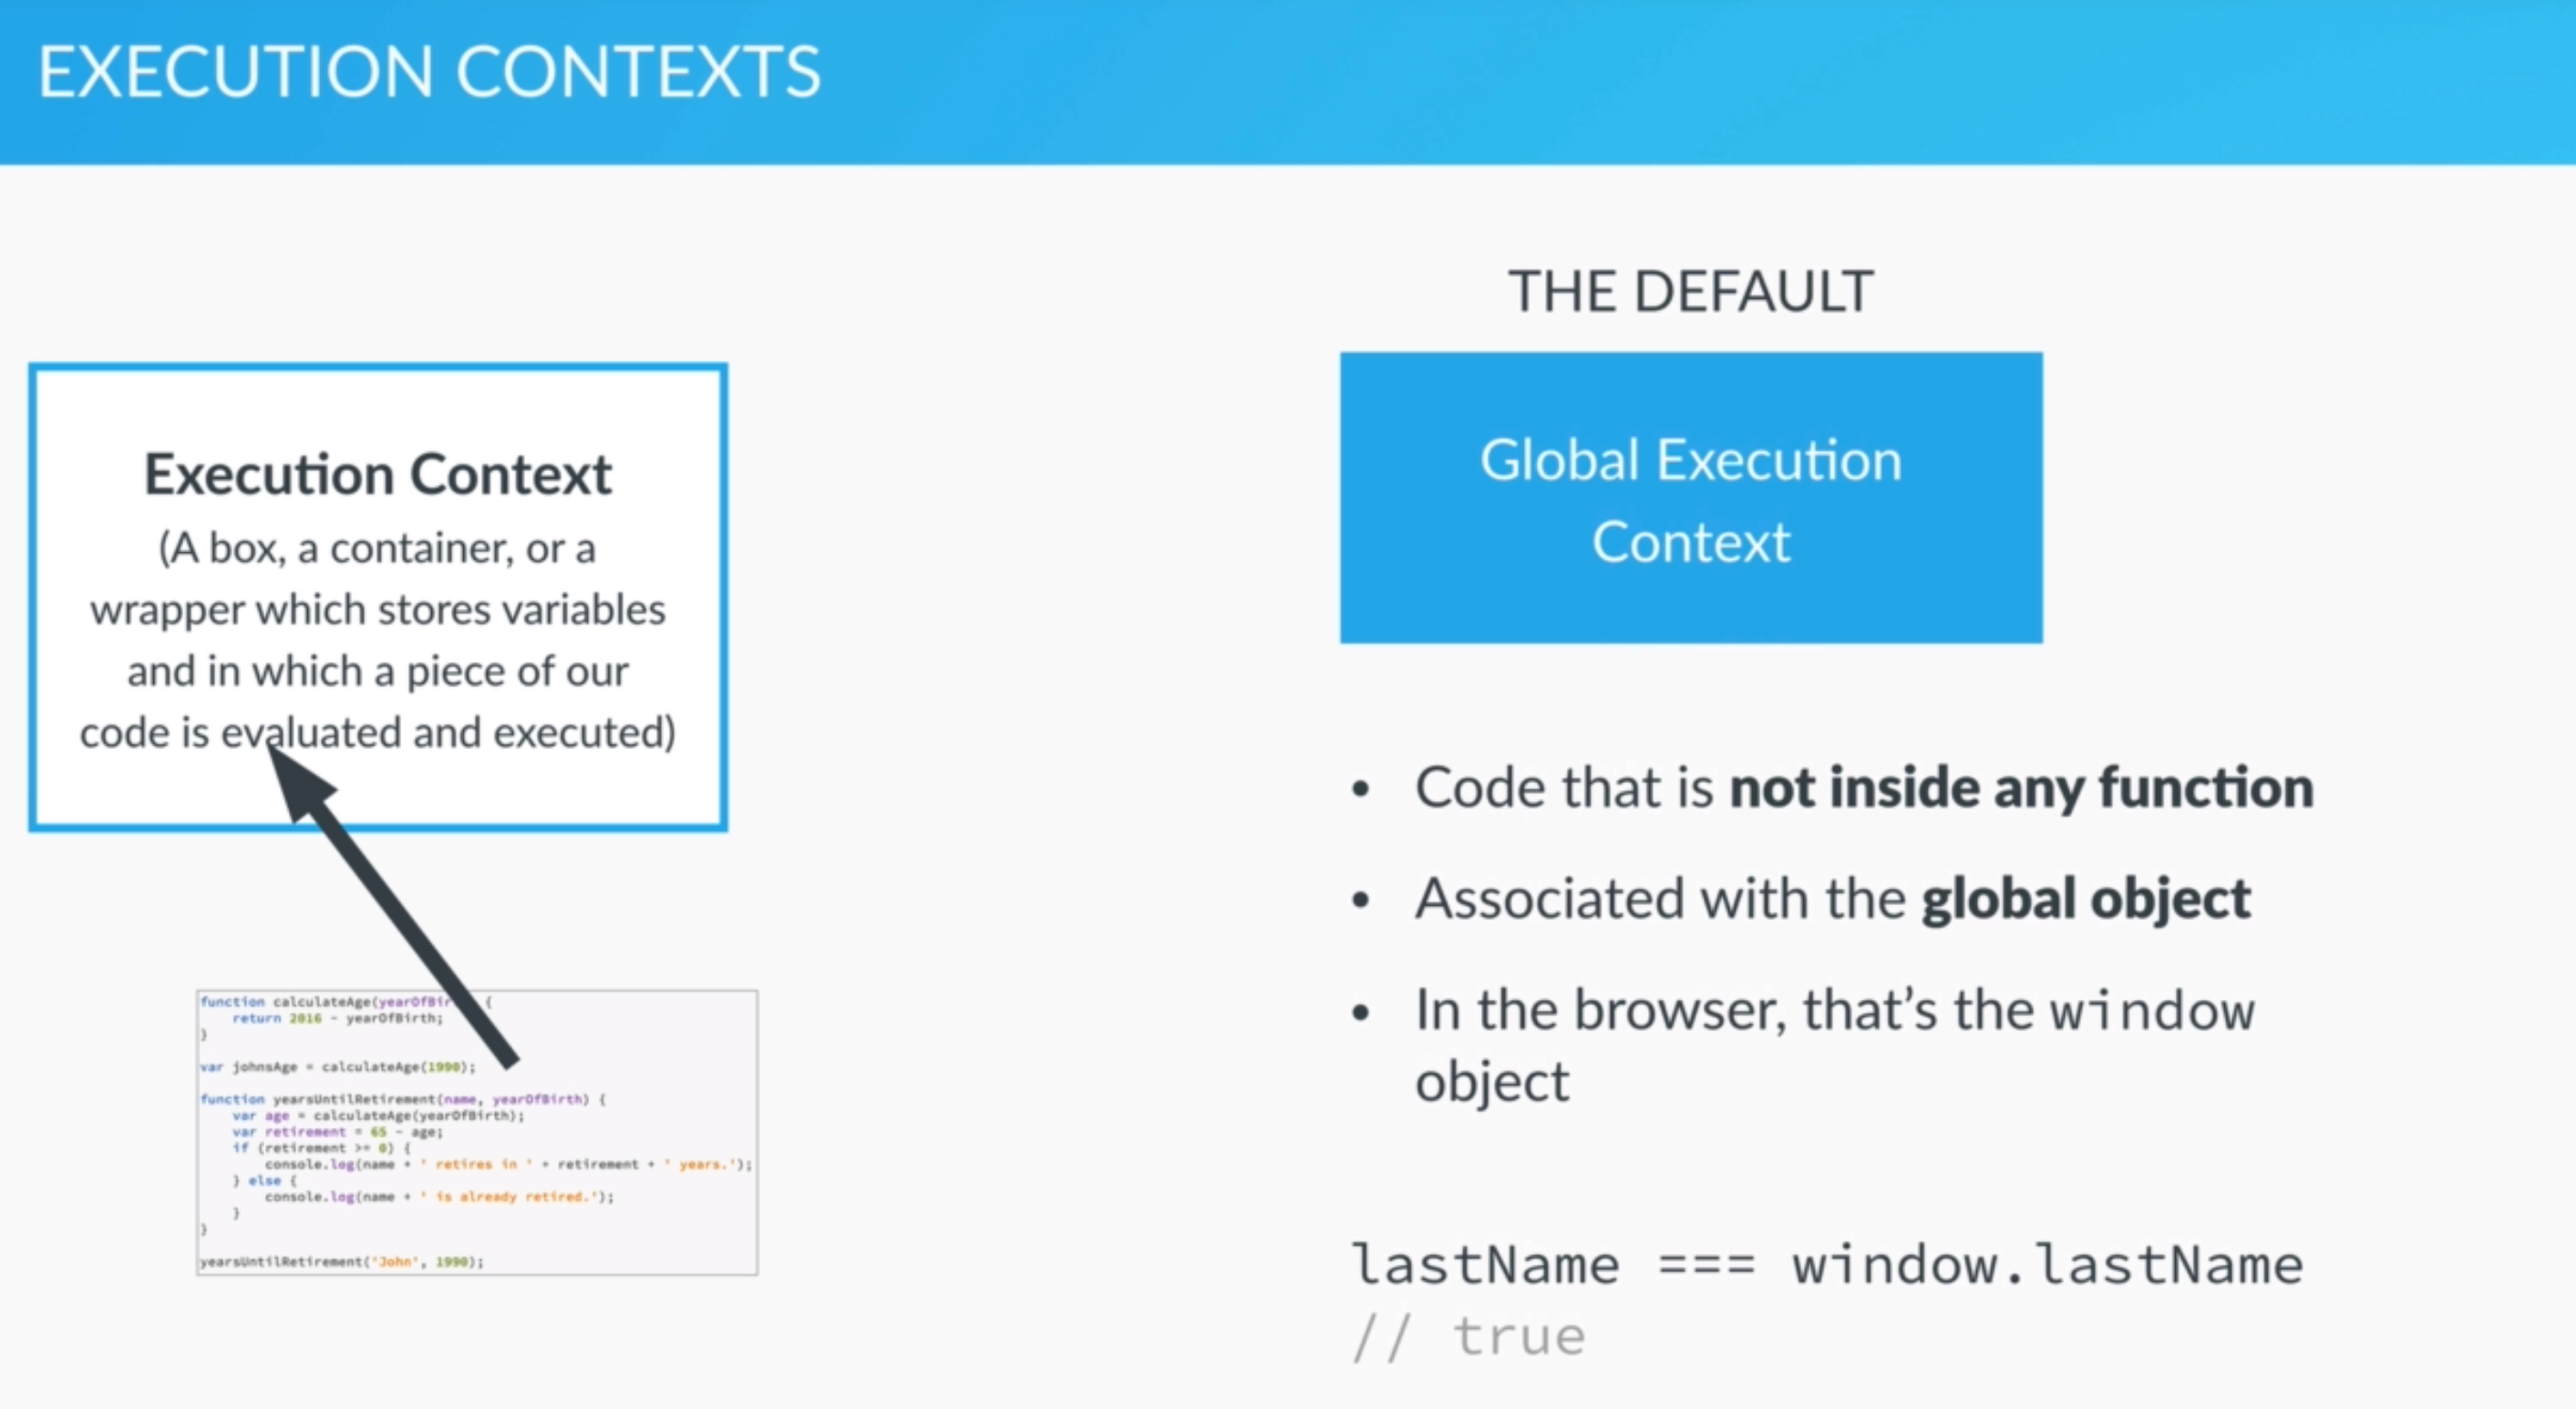 EXECUTION CONTEXTS
Execution Context
(A box, a container, or a
wrapper which stores variables
and in which a piece of our
code is evaluated and executed)
function calculateAge(yearOfBir {
return 2016 - yearOfBirth;
}
var johnsAge = calculateAge(1990);
function yearsUntilRetirement(name, yearOfBirth) {
var age = calculateAge(yearOfBirth);
var retirement = 65 - age;
if (retirement >= 0) {
console.log(name + ' retires in ' + retirement + ' years.');
} else {
console.log(name + ' is already retired.');
}
}
yearsUntilRetirement('John', 1990);
THE DEFAULT
Global Execution
Context
• Code that is not inside any function
• Associated with the global object
• In the browser, that’s the window
object
lastName === window.lastName
// true